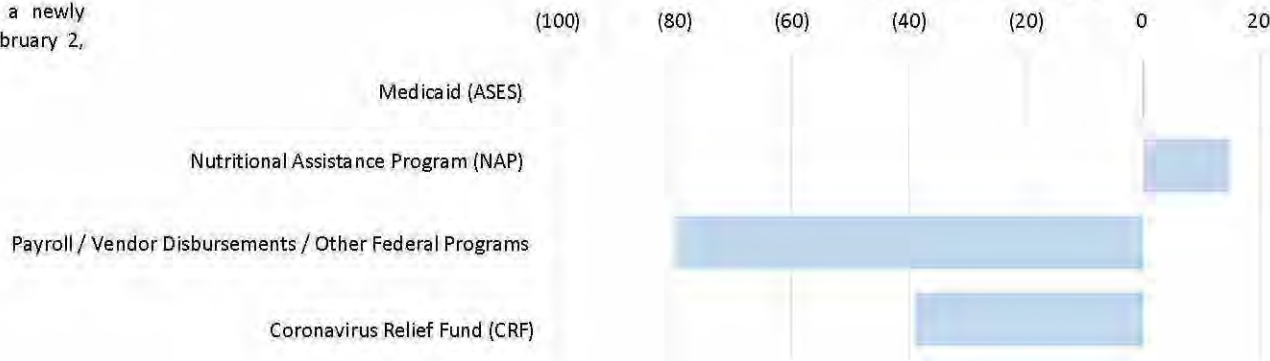 a newly
bruary 2,
(100) (80) (60) (40) (20) 0 20
Medicaid (ASES)
Nutritional Assistance Program (NAP)
Payroll / Vendor Disbursements / Other Federal Programs
Coronavirus Relief Fund (CRF)